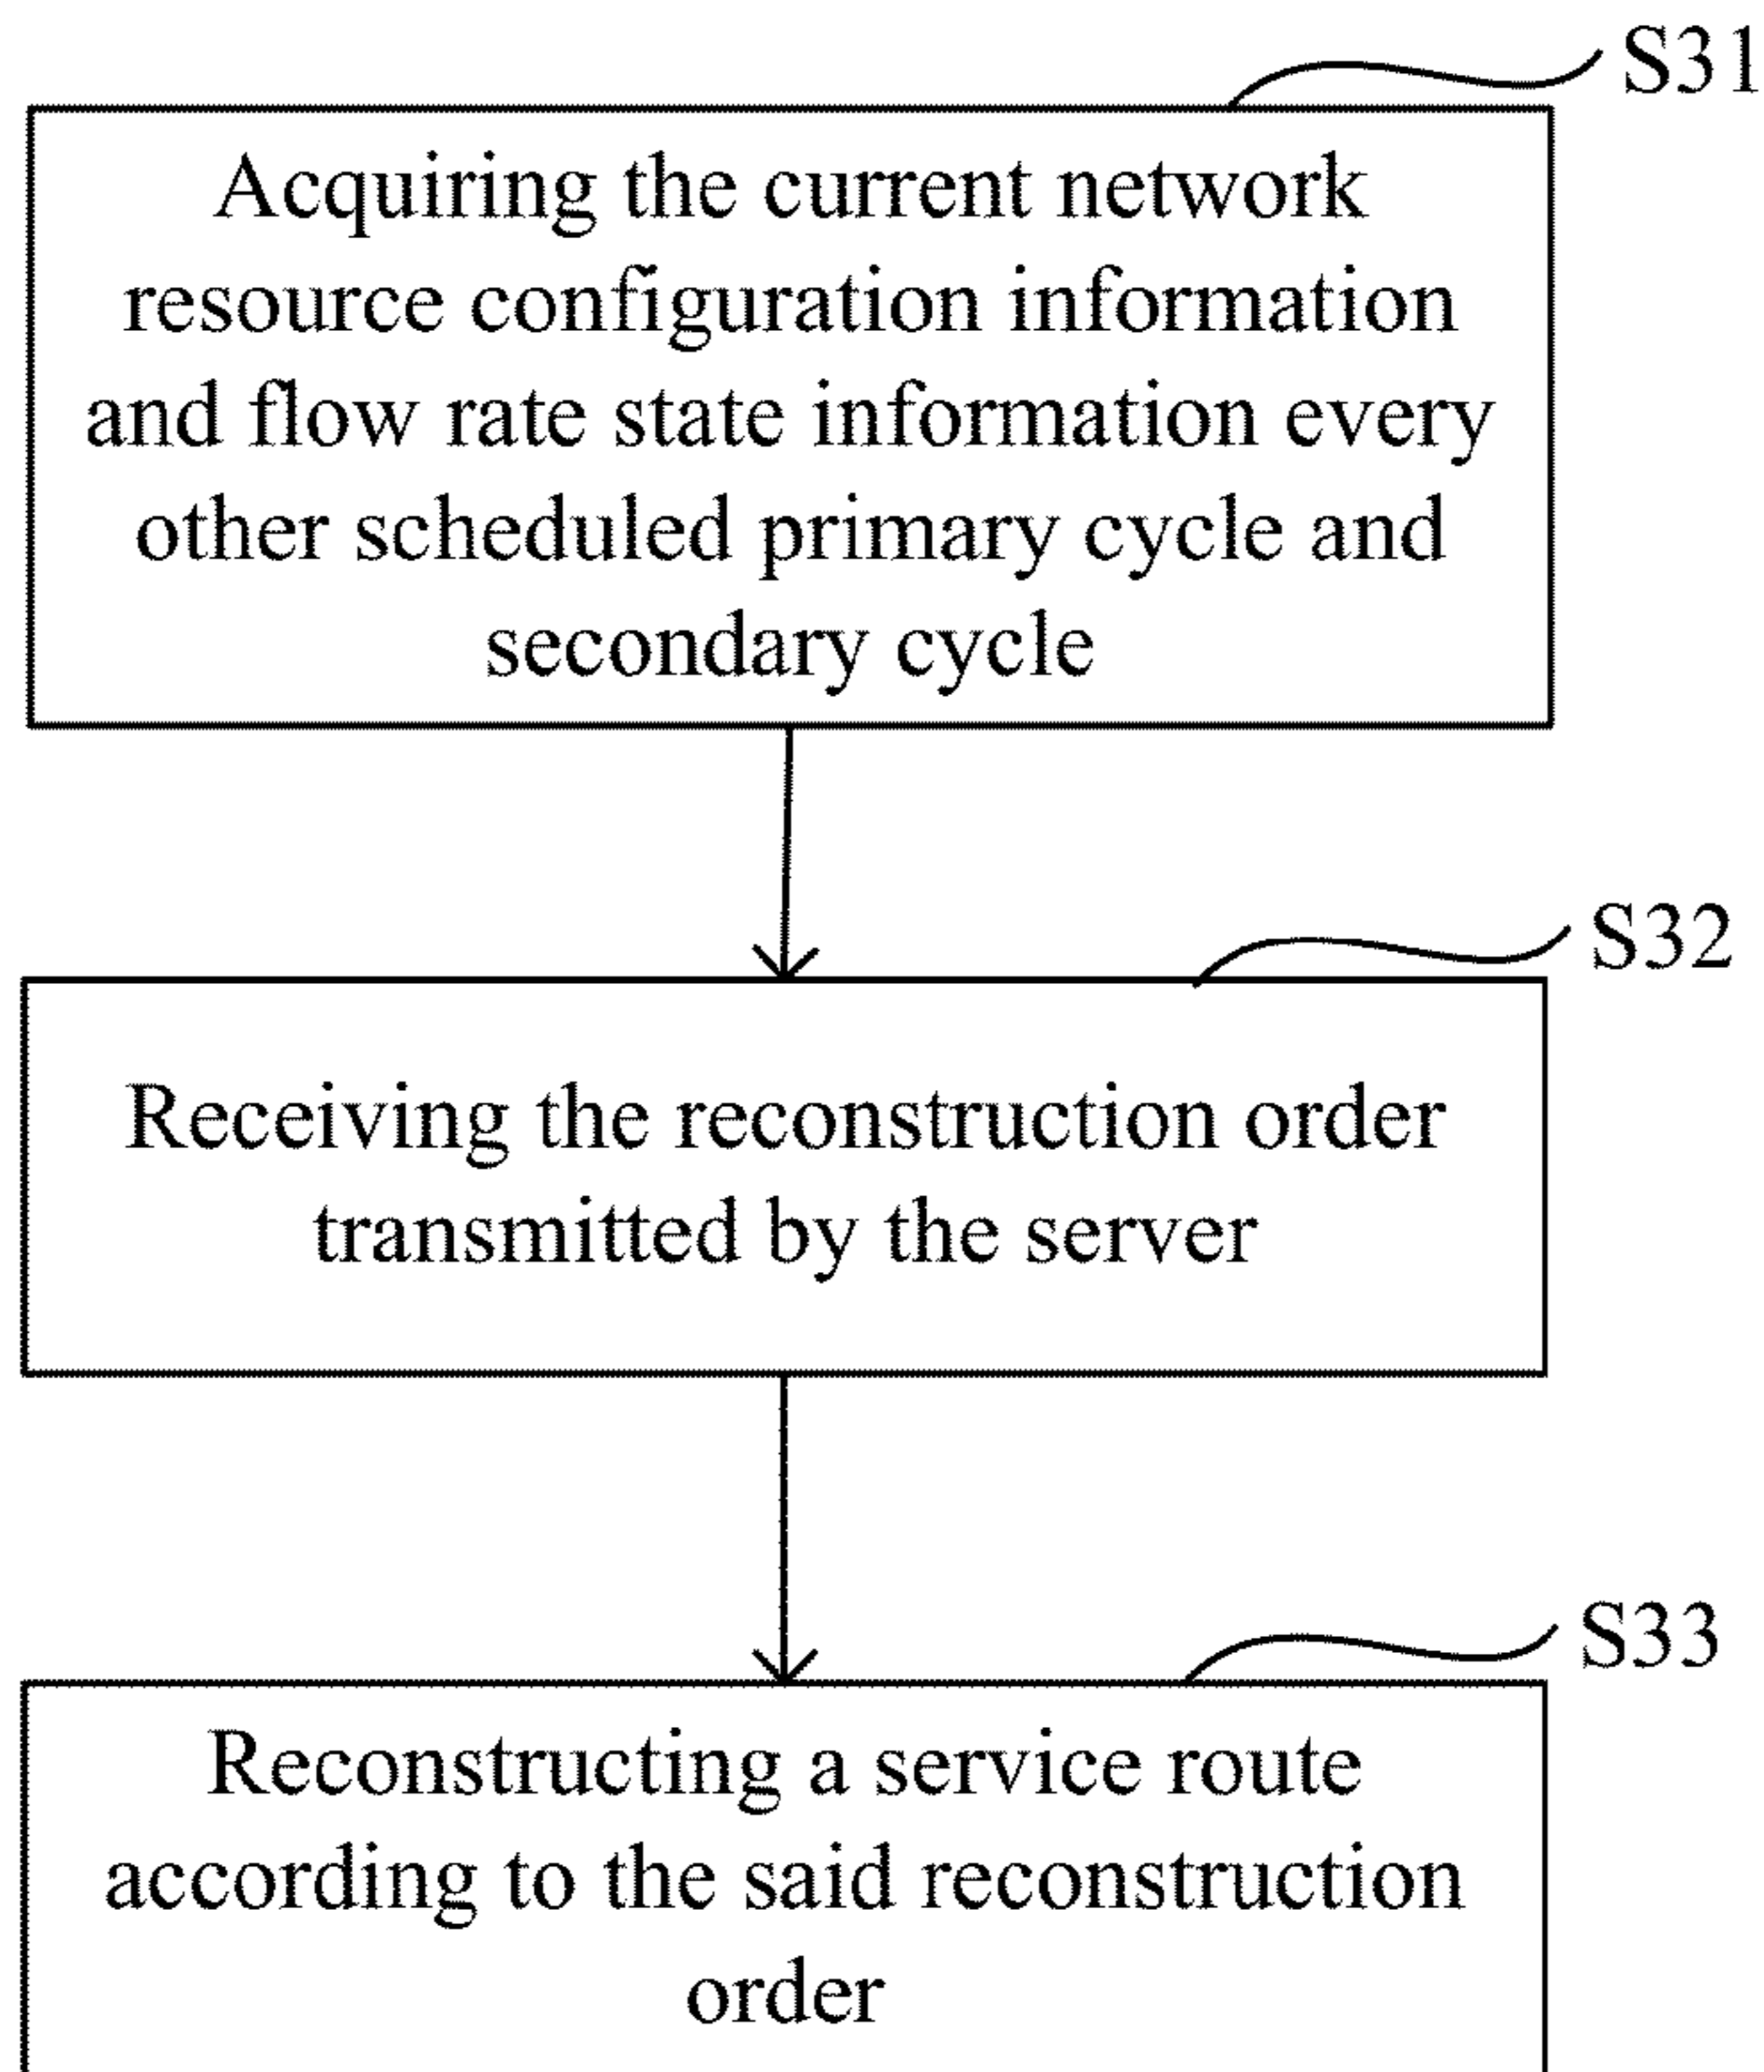 S31
Acquiring the current network
resource configuration information
and flow rate state information every
other scheduled primary cycle and
secondary cycle
S32
Receiving the reconstruction order
transmitted by the server
S33
Reconstructing a service route
according to the said reconstruction
order